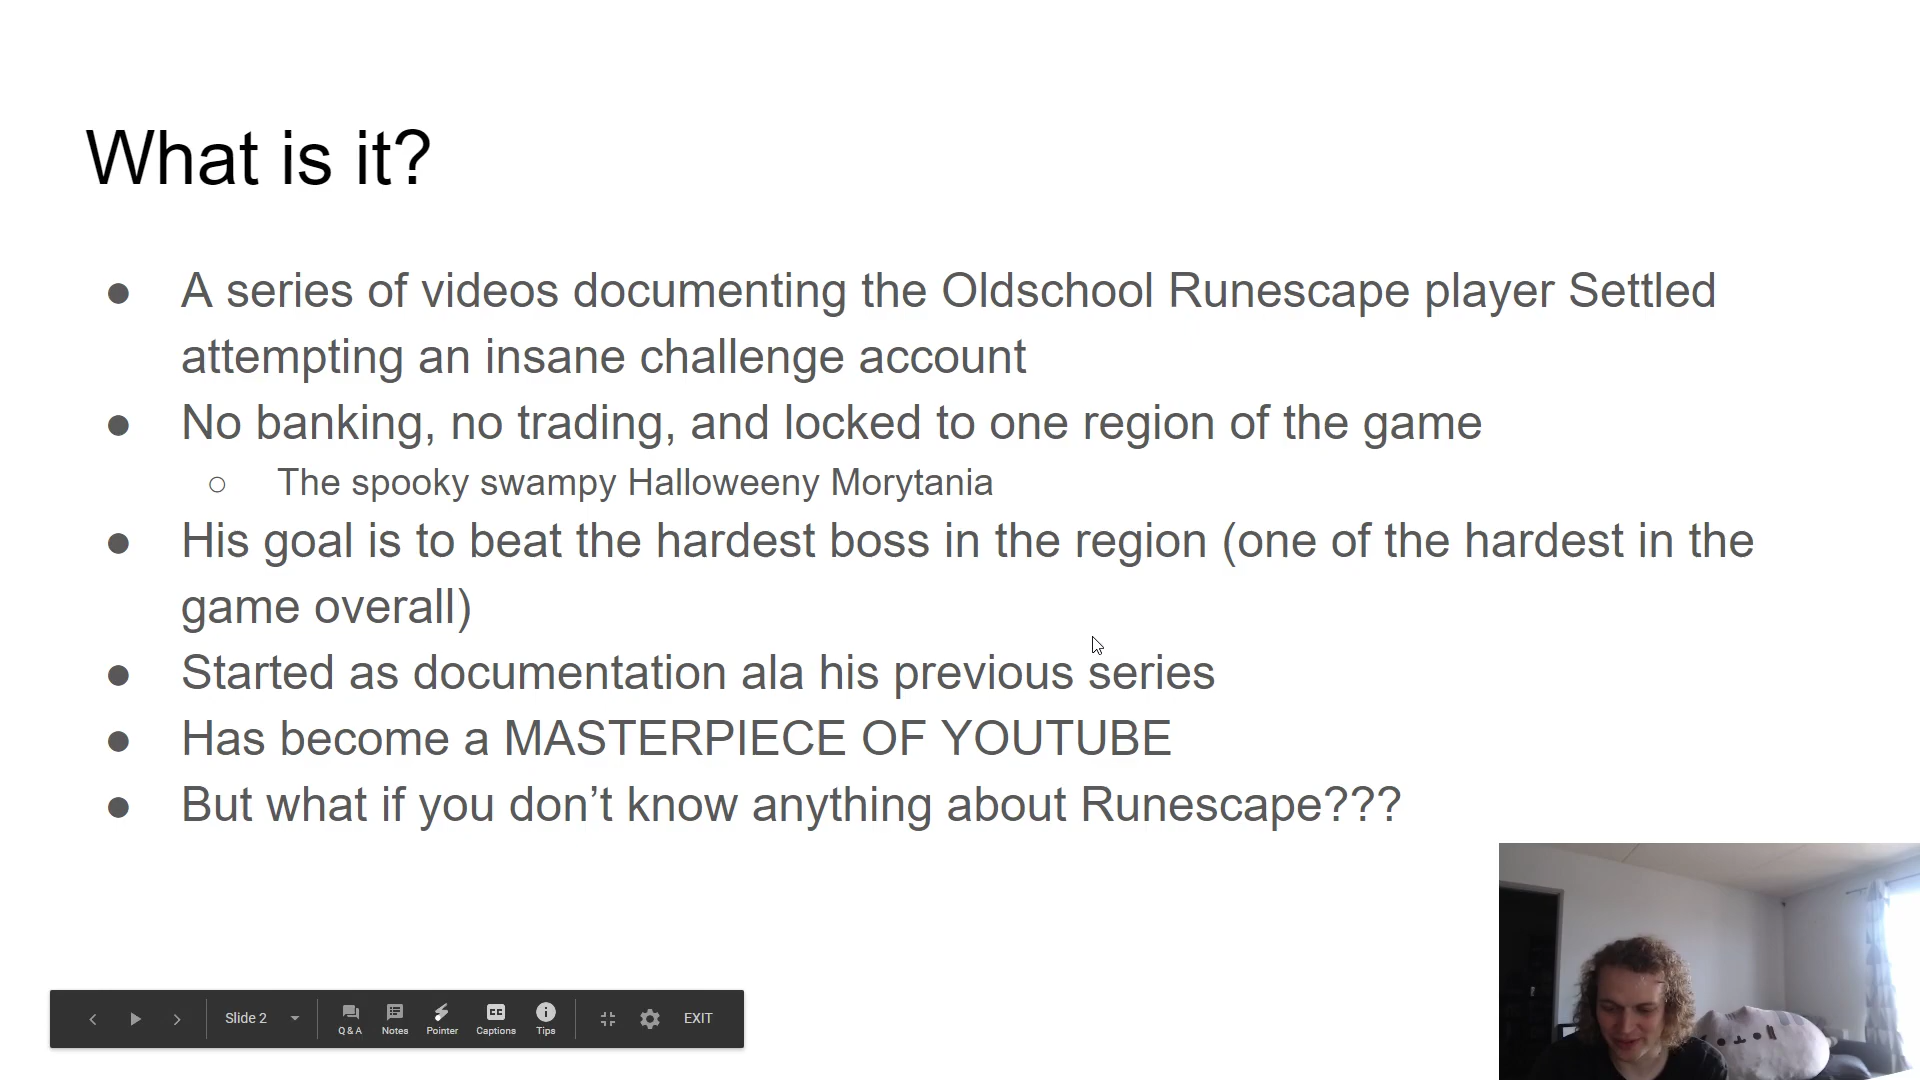 What is it?
● A series of videos documenting the Oldschool Runescape player Settled
attempting an insane challenge account
● No banking, no trading, and locked to one region of the game
○ The spooky swampy Halloweeny Morytania
● His goal is to beat the hardest boss in the region (one of the hardest in the
game overall)
● Started as documentation ala his previous series
● Has become a MASTERPIECE OF YOUTUBE
● But what if you don’t know anything about Runescape???
Slide 2
Q & A Notes Pointer Captions Tips
EXIT